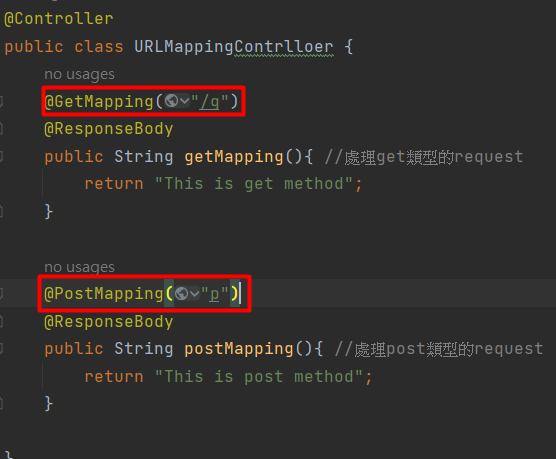 @Controller
public class URLMappingContrlloer {
no usages
@GetMapping("/g")
@ResponseBody
public String getMapping(){ //處理get類型的request
return "This is get method";
}
no usages
@PostMapping("p")
@ResponseBody
public String postMapping(){ //處理post類型的request
return "This is post method";
}
}